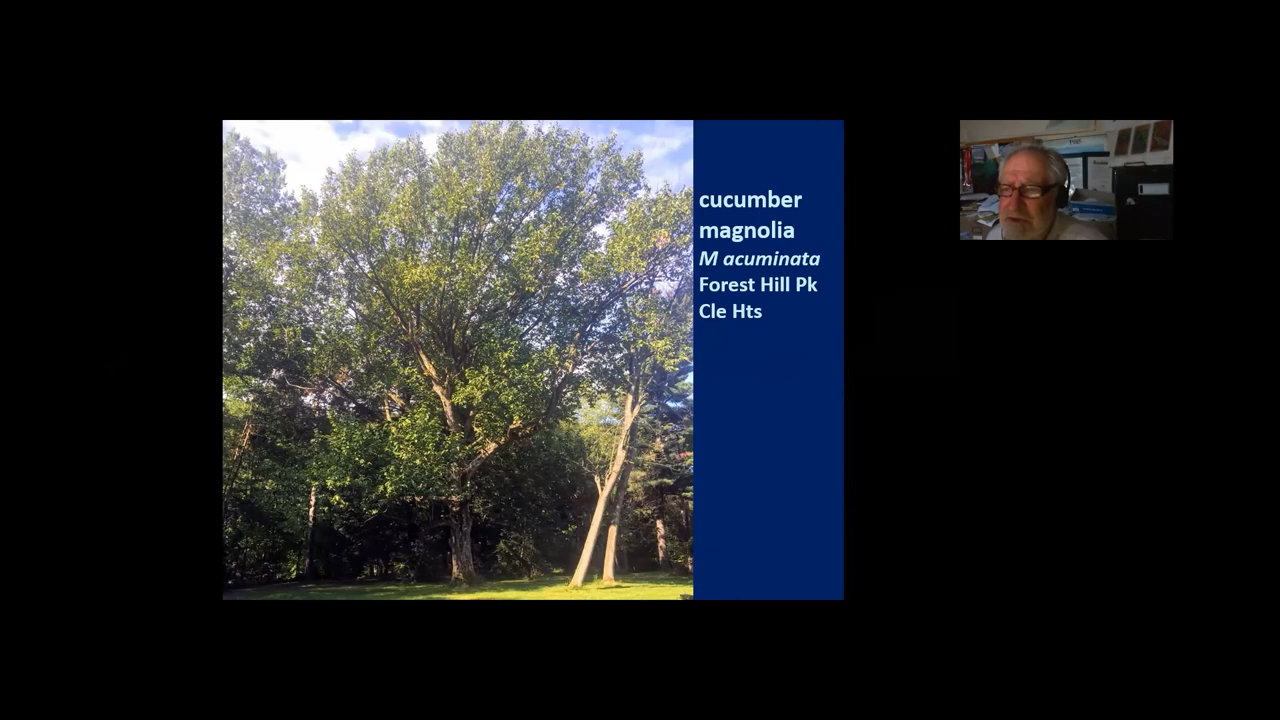 cucumber
magnolia
M acuminata
Forest Hill Pk
Cle Hts